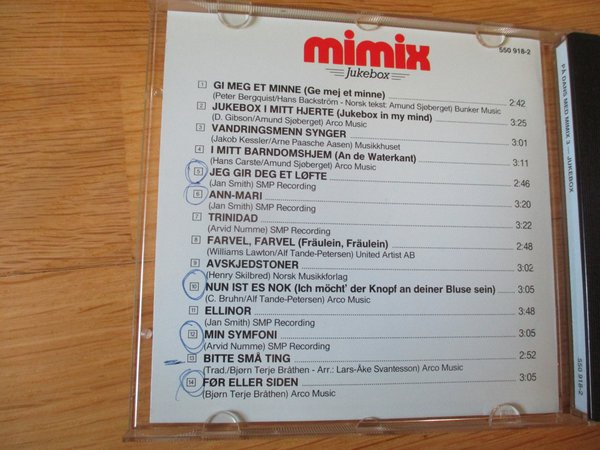 mimix
Jukebox
550 918-2
1 GI MEG ET MINNE (Ge mej et minne) 2:42
(Peter Bergquist/Hans Backström - Norsk tekst: Amund Sjøberget) Bunker Music
2 JUKEBOX I MITT HJERTE (Jukebox in my mind) 3:25
(D. Gibson/Amund Sjøberget) Arco Music
3 VANDRINGSMENN SYNGER 3:01
(Jakob Kessler/Arne Paasche Aasen) Musikkhuset
4 I MITT BARNDOMSHJEM (An de Waterkant) 3:11
(Hans Carste/Amund Sjøberget) Arco Music
5 JEG GIR DEG ET LØFTE 2:46
(Jan Smith) SMP Recording
6 ANN-MARI 3:20
(Jan Smith) SMP Recording
7 TRINIDAD 3:22
(Arvid Numme) SMP Recording
8 FARVEL, FARVEL (Fräulein, Fräulein) 2:48
(Williams Lawton/Alf Tande-Petersen) United Artist AB
9 AVSKJEDSTONER 3:02
(Henry Skilbred) Norsk Musikkforlag
10 NUN IST ES NOK (Ich möcht' der Knopf an deiner Bluse sein) 3:05
(C. Bruhn/Alf Tande-Petersen) Arco Music
11 ELLINOR 3:48
(Jan Smith) SMP Recording
12 MIN SYMFONI 3:05
(Arvid Numme) SMP Recording
13 BITTE SMÅ TING 2:52
(Trad./Bjørn Terje Bråthen - Arr.: Lars-Åke Svantesson) Arco Music
14 FØR ELLER SIDEN 3:05
(Bjørn Terje Bråthen) Arco Music
PÅ DANS MED MIMIX 3 – JUKEBOX
550 918-2